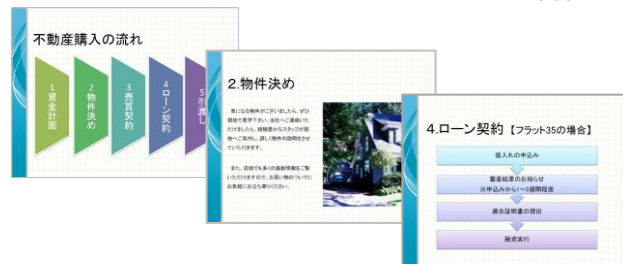 不動産購入の流れ
1 資金計画
2 物件決め
3 売買契約
4 ローン契約
5 引渡し
2.物件決め
気になる物件がございましたら、ぜひ
現地で見学下さい。当社へご連絡いた
だけましたら、経験豊かなスタッフが現
地へご案内し、詳しく物件の説明をさせ
ていただきます。
また、店頭でも多くの最新情報をご覧
いただけますので、お買い物のついでに
お気軽にお立ち寄りください。
4.ローン契約【フラット35の場合】
借入れの申込み
審査結果のお知らせ
※申込みから1～2週間程度
適合証明書の提出
融資実行